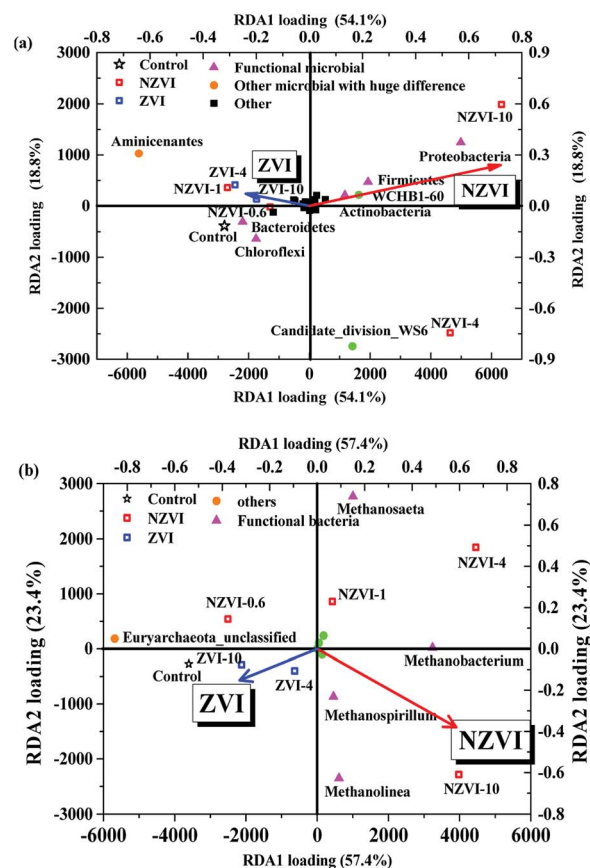 RDA1 loading (54.1%)
(a)
-0.6 -0.4 -0.2 0.0 0.2 0.4 0.6
3000 0.9
Control Functional microbial
NZVI Other microbial with huge difference
ZVI Other
2000 0.6
NZVI-10
Aminicenantes
Proteobacteria
1000 0.3
ZVI-4 ZVI Firmicutes
NZVI-1 ZVI-10 WCHB1-60 NZVI
0 0.0
NZVI-0.6 Actinobacteria
Control Bacteroidetes
Chloroflexi
-1000 -0.3
-2000 -0.6
Candidate_division_WS6 NZVI-4
-3000 -0.9
-6000 -4000 -2000 0 2000 4000 6000
RDA1 loading (54.1%)
RDA2 loading (18.8%)
RDA2 loading (18.8%)
RDA1 loading (57.4%)
(b)
-0.8 -0.6 -0.4 -0.2 0.0 0.2 0.4 0.6 0.8
3000 0.8
Control others
NZVI Functional bacteria
ZVI
Methanosaeta
2000 0.6
NZVI-4
0.4
1000
NZVI-0.6 NZVI-1 0.2
Euryarchaeota_unclassified
0 0.0
ZVI-10 Methanobacterium
Control
ZVI-4
ZVI -0.2
-1000 Methanospirillum
-0.4
NZVI
-2000
-0.6
Methanolinea NZVI-10
-3000 -0.8
-6000 -4000 -2000 0 2000 4000 6000
RDA1 loading (57.4%)
RDA2 loading (23.4%)
RDA2 loading (23.4%)